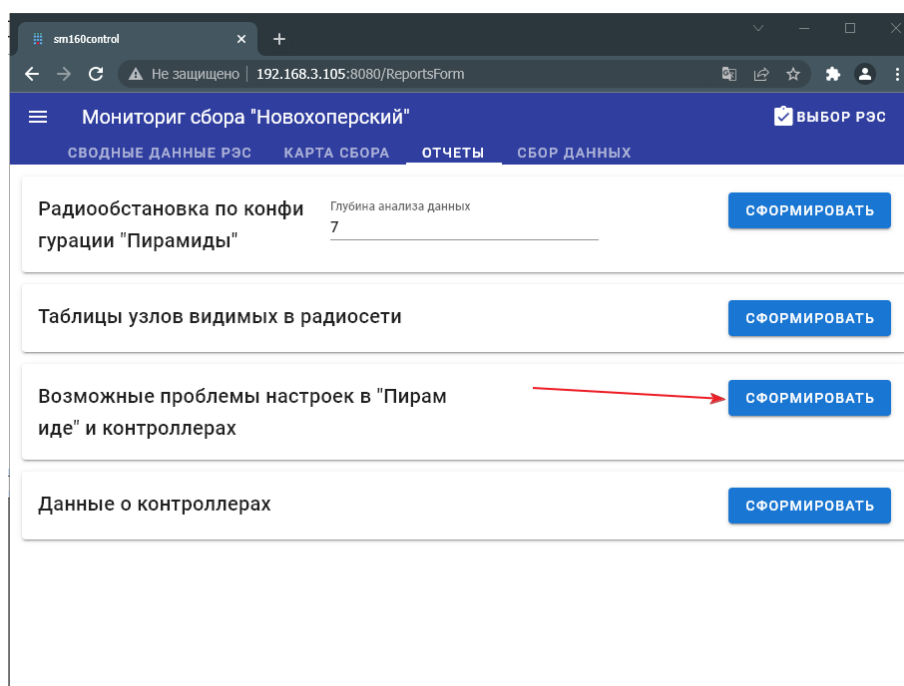 sm160control
Не защищено 192.168.3.105:8080/ReportsForm
Мониториг сбора "Новохоперский"
ВЫБОР РЭС
СВОДНЫЕ ДАННЫЕ РЭС КАРТА СБОРА ОТЧЕТЫ СБОР ДАННЫХ
Радиообстановка по конфи
гурации "Пирамиды"
Глубина анализа данных
7
СФОРМИРОВАТЬ
Таблицы узлов видимых в радиосети
СФОРМИРОВАТЬ
Возможные проблемы настроек в "Пирам
иде" и контроллерах
СФОРМИРОВАТЬ
Данные о контроллерах
СФОРМИРОВАТЬ